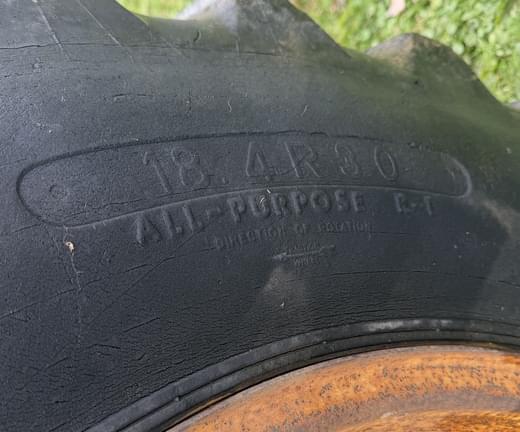 18.4R30
ALL-PURPOSE R-1
DIRECTION OF ROTATION